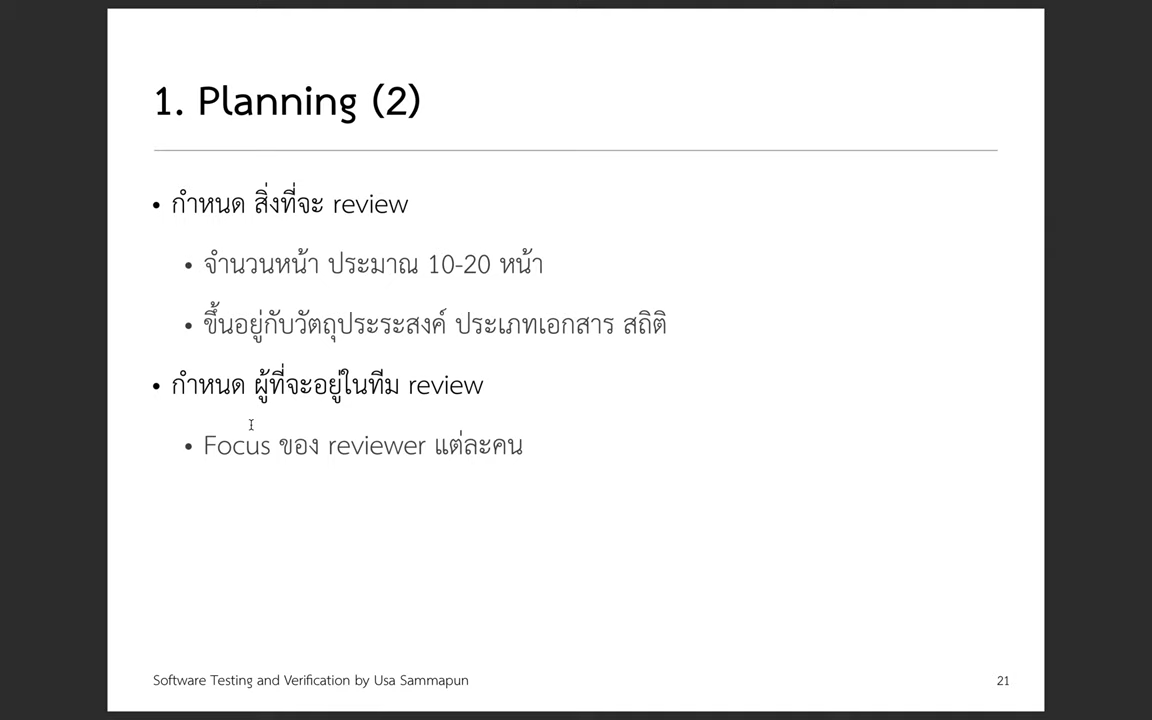 1. Planning (2)
• กำหนด สิ่งที่จะ review
• จำนวนหน้า ประมาณ 10-20 หน้า
• ขึ้นอยู่กับวัตถุประระสงค์ ประเภทเอกสาร สถิติ
• กำหนด ผู้ที่จะอยู่ในทีม review
• Focus ของ reviewer แต่ละคน
Software Testing and Verification by Usa Sammapun
21